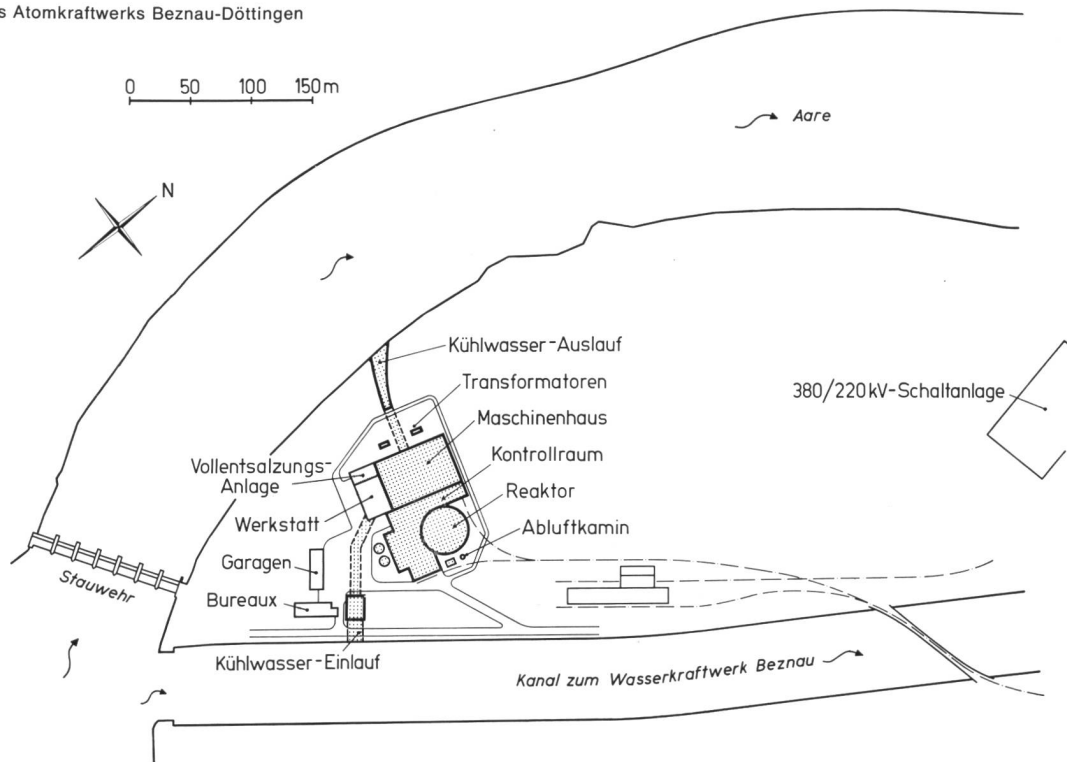 s Atomkraftwerks Beznau-Döttingen
0 50 100 150m
Aare
N
Kühlwasser-Auslauf
Transformatoren
380/220kV-Schaltanlage
Maschinenhaus
Kontrollraum
Vollentsalzungs-
Anlage
Reaktor
Werkstatt
Abluftkamin
Garagen
Stauwehr
Bureaux
Kühlwasser-Einlauf
Kanal zum Wasserkraftwerk Beznau